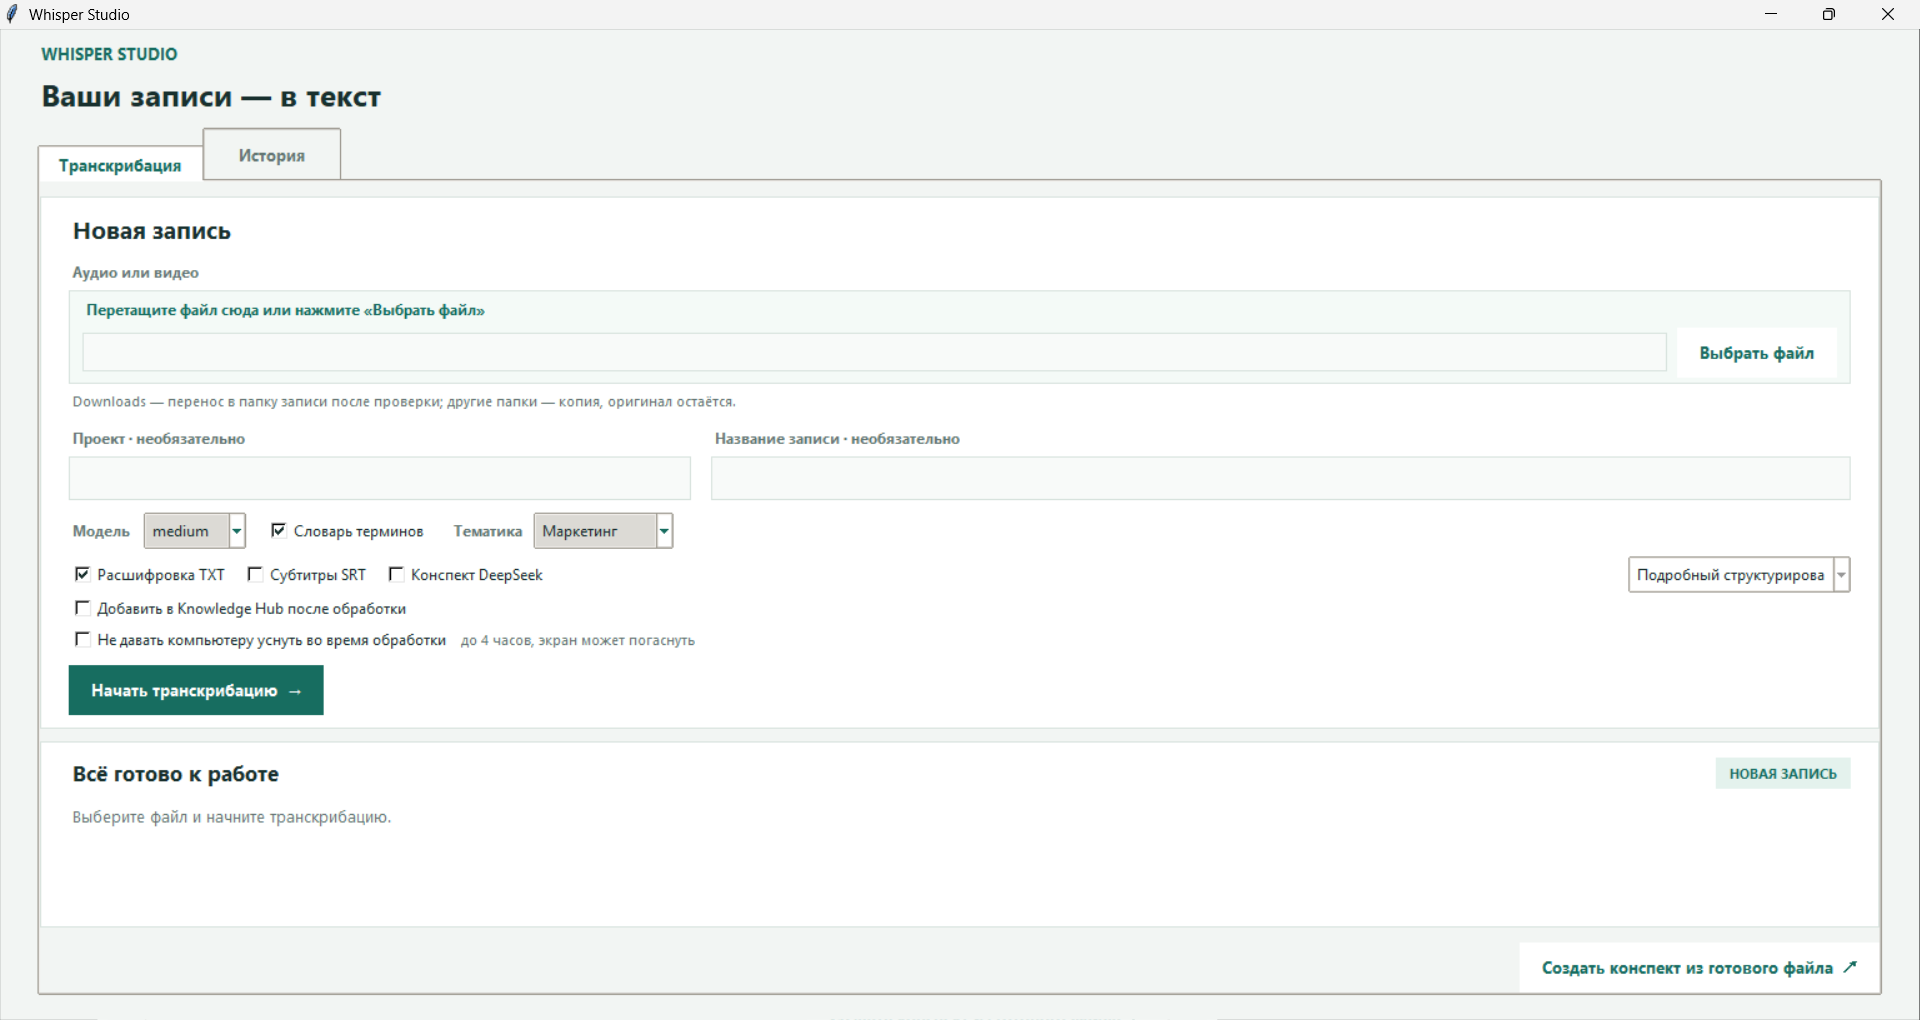 Whisper Studio
WHISPER STUDIO
Ваши записи — в текст
Транскрибация
История
Новая запись
Аудио или видео
Перетащите файл сюда или нажмите «Выбрать файл»
Выбрать файл
Downloads — перенос в папку записи после проверки; другие папки — копия, оригинал остаётся.
Проект · необязательно
Название записи · необязательно
Модель medium Словарь терминов Тематика Маркетинг
Расшифровка TXT Субтитры SRT Конспект DeepSeek Подробный структурирова
Добавить в Knowledge Hub после обработки
Не давать компьютеру уснуть во время обработки до 4 часов, экран может погаснуть
Начать транскрибацию →
Всё готово к работе
НОВАЯ ЗАПИСЬ
Выберите файл и начните транскрибацию.
Создать конспект из готового файла ↗